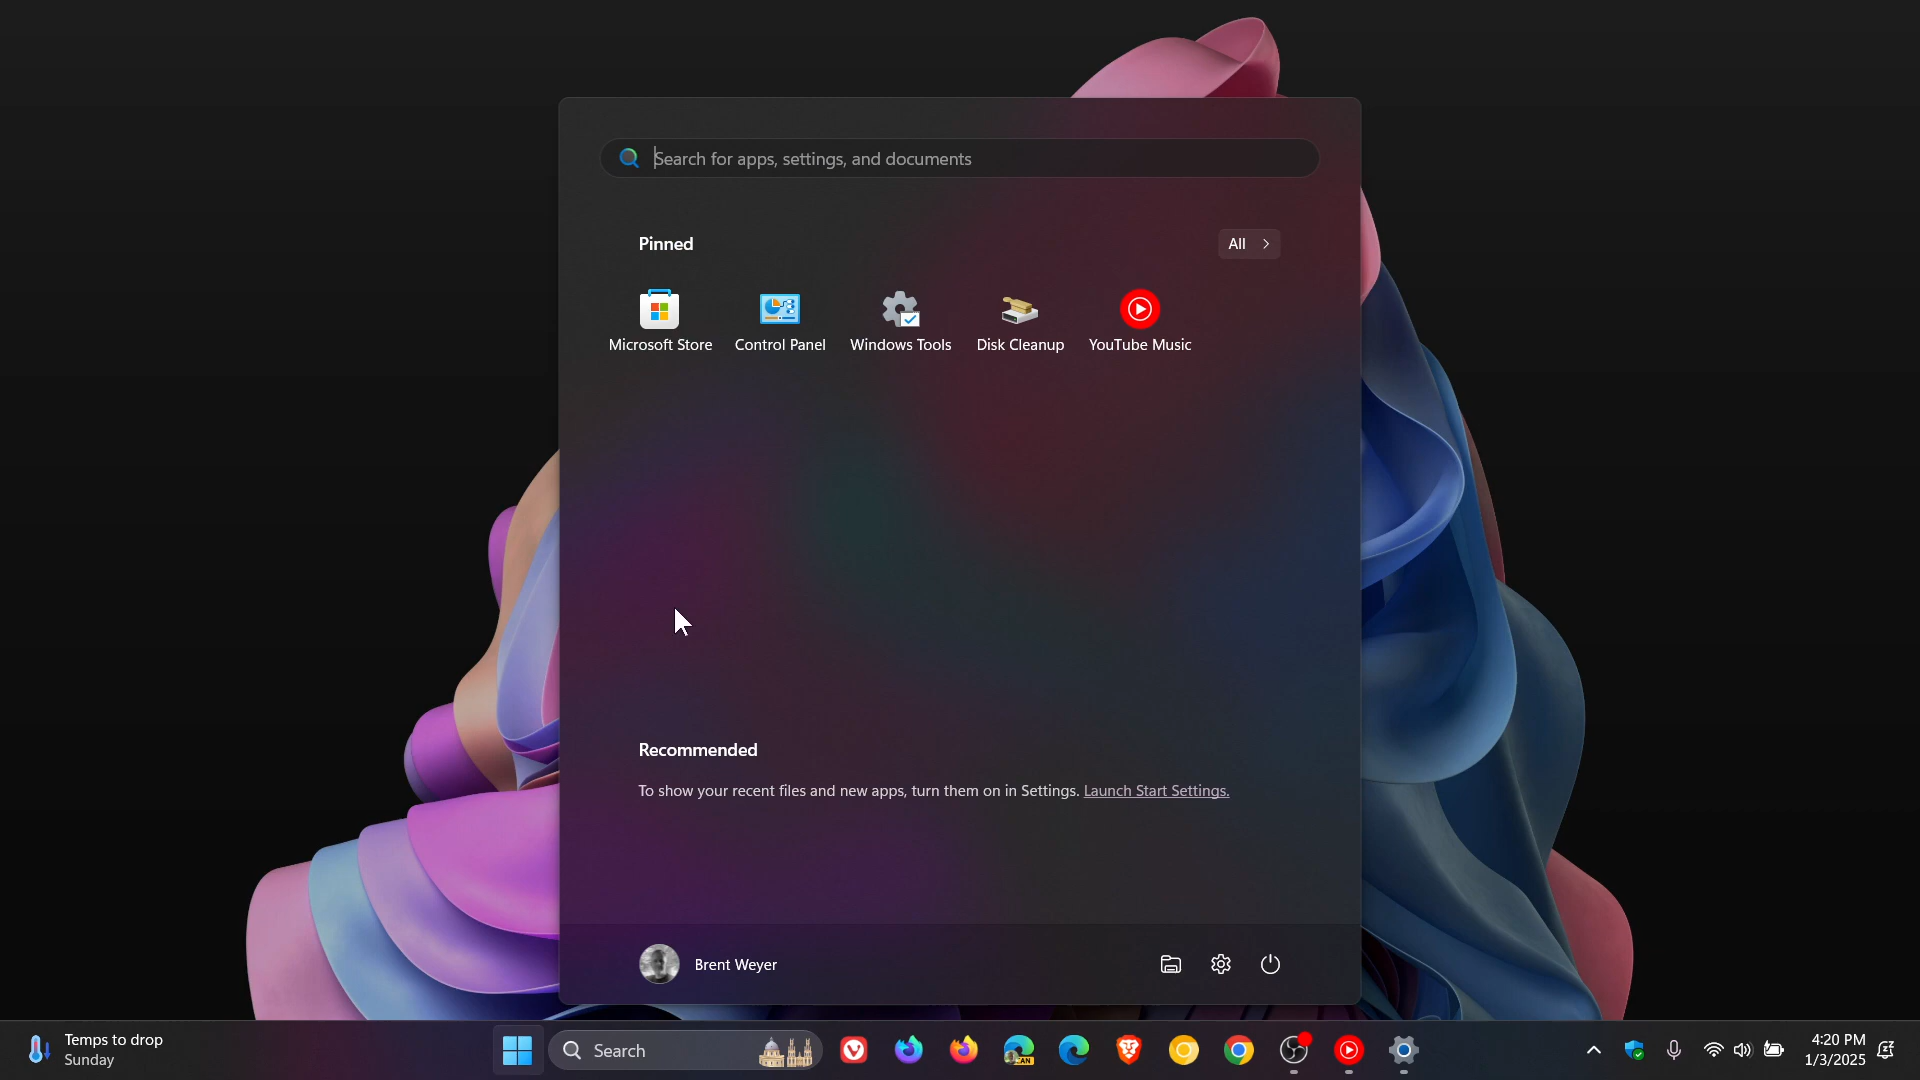 Search for apps, settings, and documents
Pinned
All
Microsoft Store
Control Panel
Windows Tools
Disk Cleanup
YouTube Music
Recommended
To show your recent files and new apps, turn them on in Settings. Launch Start Settings.
Brent Weyer
Temps to drop
Sunday
Search
CAN
4:20 PM
1/3/2025